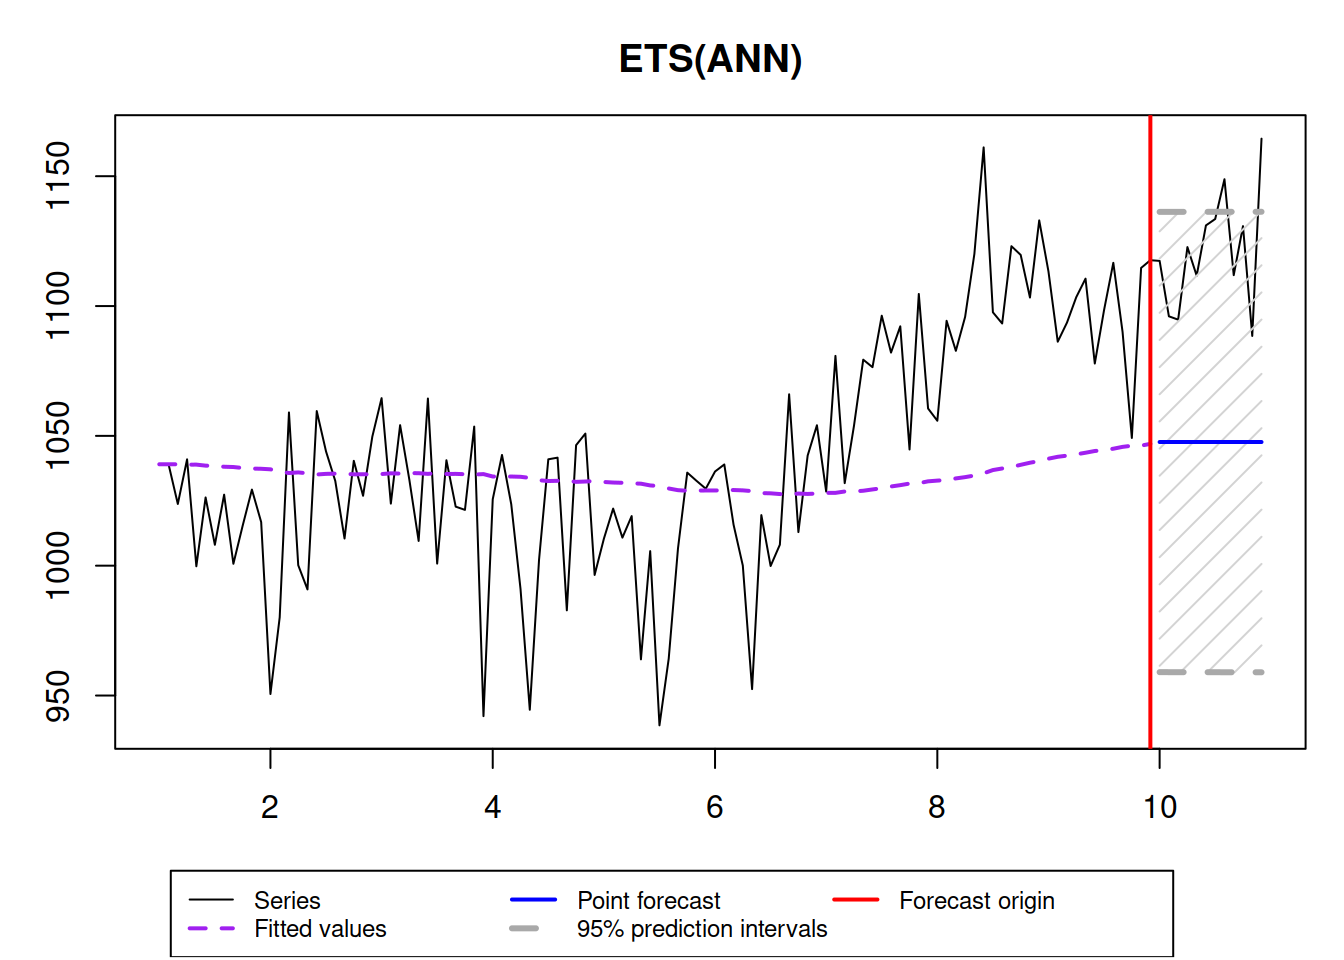 ETS(ANN)
1150
1100
1050
1000
950
2 4 6 8 10
Series Point forecast Forecast origin
Fitted values 95% prediction intervals